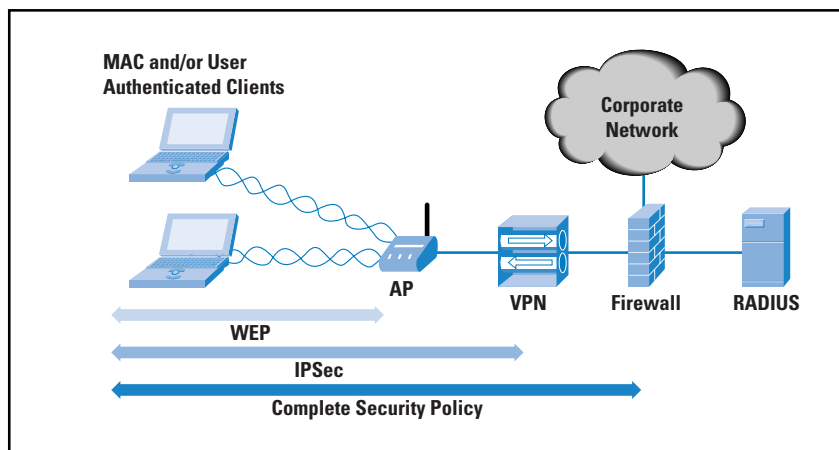 MAC and/or User
Authenticated Clients
Corporate
Network
AP
VPN
Firewall
RADIUS
WEP
IPSec
Complete Security Policy